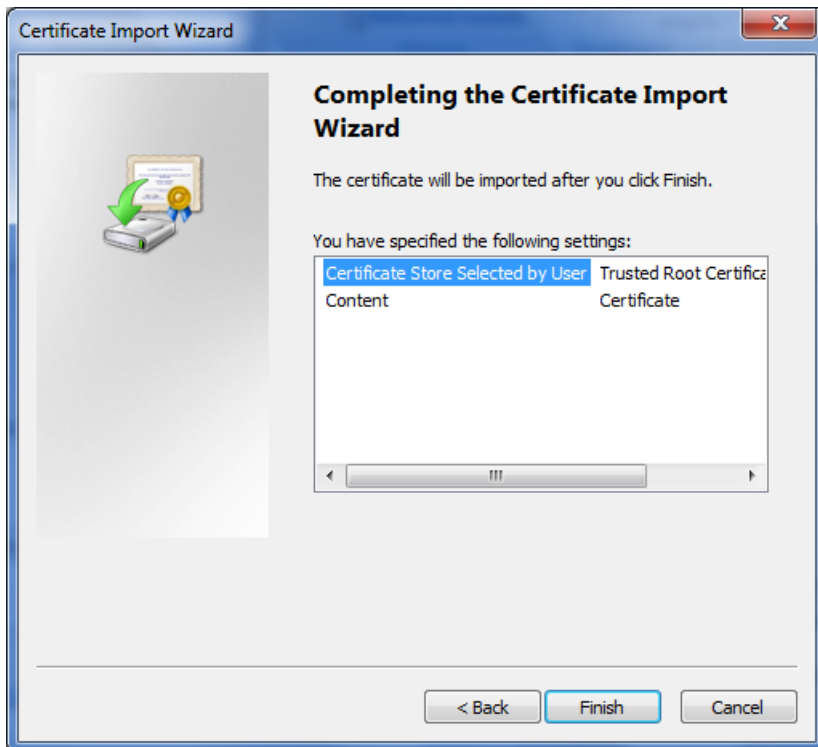 Certificate Import Wizard
Completing the Certificate Import
Wizard
The certificate will be imported after you click Finish.
You have specified the following settings:
Certificate Store Selected by User Trusted Root Certifica
Content Certificate
< Back Finish Cancel